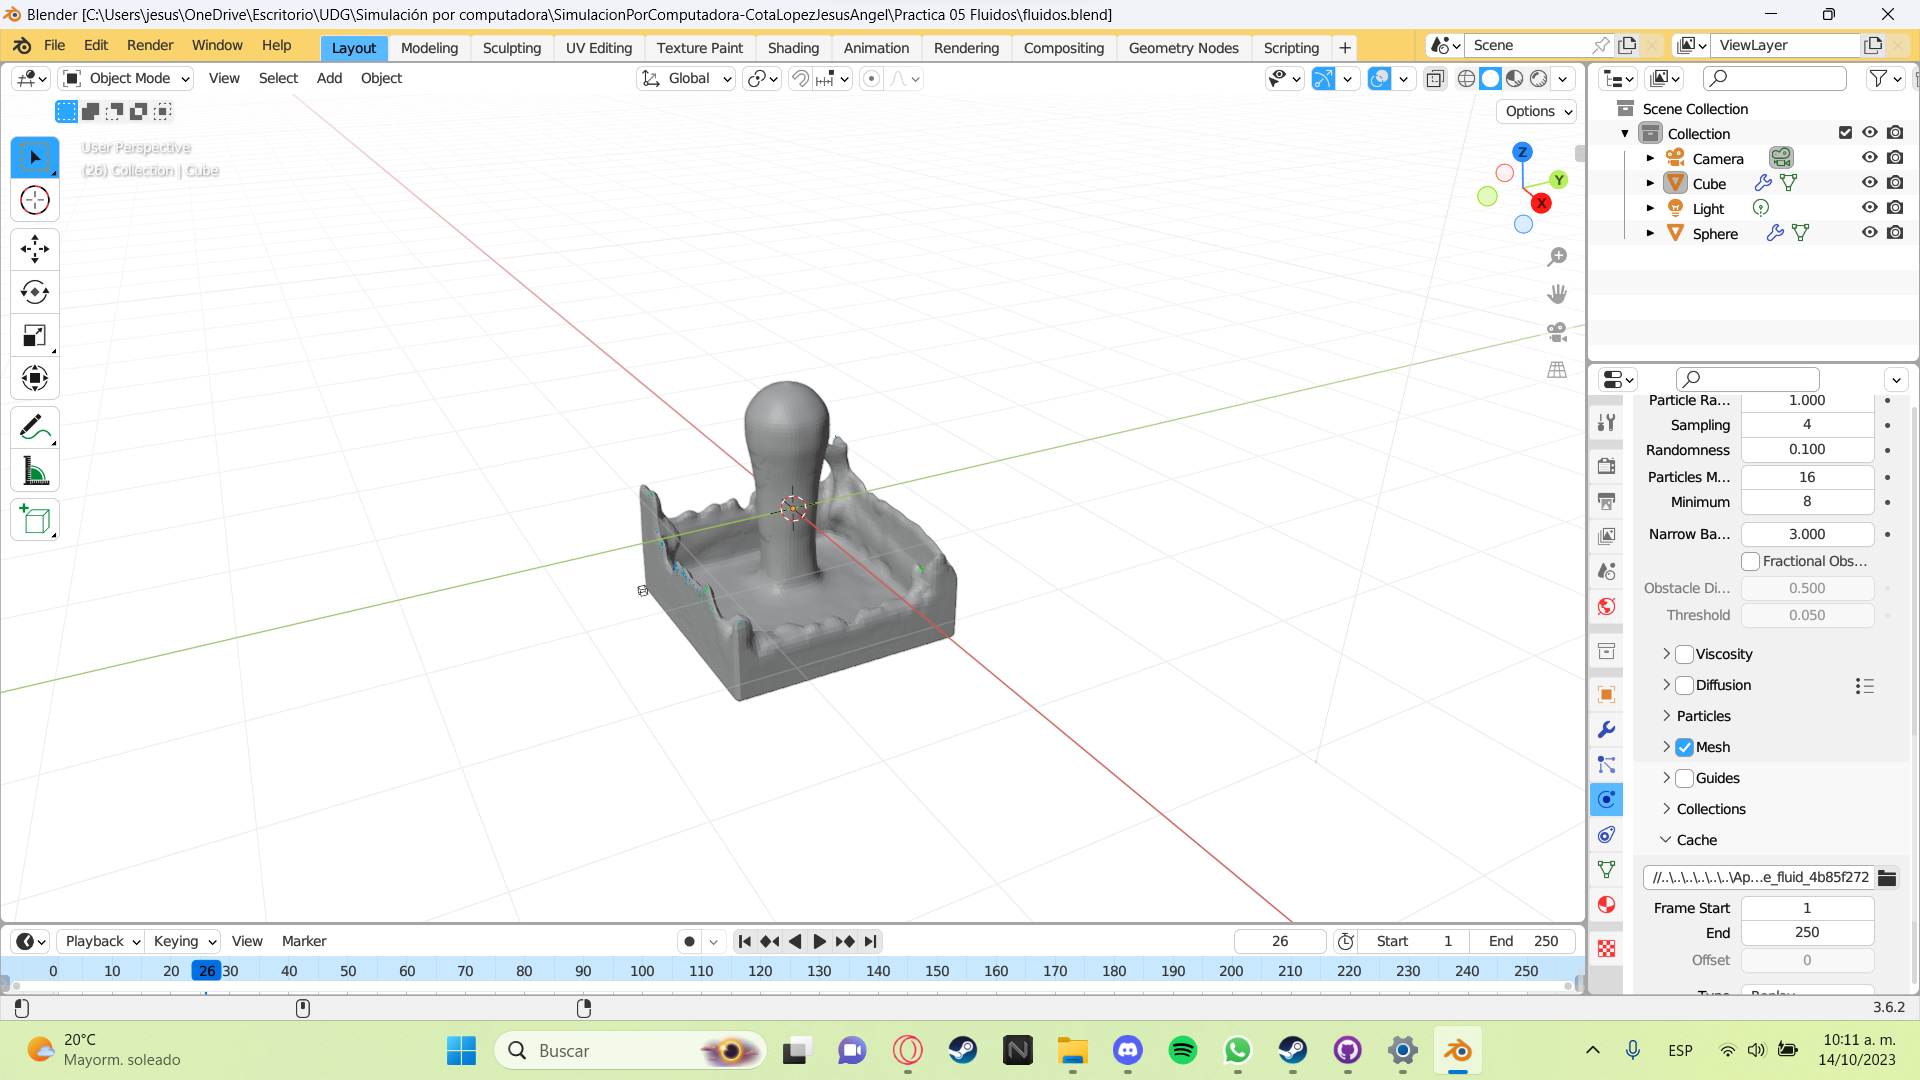 Blender [C:\Users\jesus\OneDrive\Escritorio\UDG\Simulación por computadora\SimulacionPorComputadora-CotaLopezJesusAngel\Practica 05 Fluidos\fluidos.blend]
File Edit Render Window Help Layout Modeling Sculpting UV Editing Texture Paint Shading Animation Rendering Compositing Geometry Nodes Scripting + Scene ViewLayer
Object Mode View Select Add Object Global
Options
User Perspective
(26) Collection | Cube
Z
Y
X
Scene Collection
Collection
Camera
Cube
Light
Sphere
Particle Ra... 1.000
Sampling 4
Randomness 0.100
Particles M... 16
Minimum 8
Narrow Ba... 3.000
Fractional Obs...
Obstacle Di... 0.500
Threshold 0.050
Viscosity
Diffusion
Particles
Mesh
Guides
Collections
Cache
//..\..\..\..\..\..\Ap...e_fluid_4b85f272
Frame Start 1
End 250
Offset 0
Type Replay
Playback Keying View Marker 26 Start 1 End 250
0 10 20 26 30 40 50 60 70 80 90 100 110 120 130 140 150 160 170 180 190 200 210 220 230 240 250
3.6.2
20°C
Mayorm. soleado
Buscar
ESP
10:11 a. m.
14/10/2023